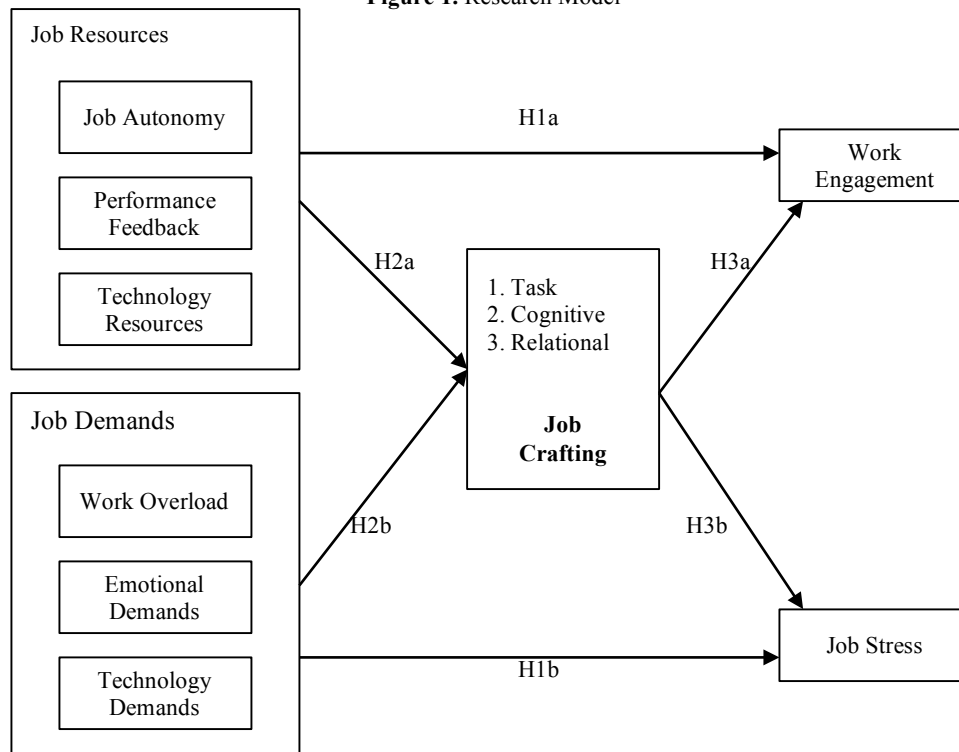 Figure 1. Research Model
Job Resources
Job Autonomy
Performance
Feedback
Technology
Resources
H1a
Work
Engagement
H2a
H3a
1. Task
2. Cognitive
3. Relational
Job
Crafting
Job Demands
Work Overload
Emotional
Demands
Technology
Demands
H2b
H3b
H1b
Job Stress